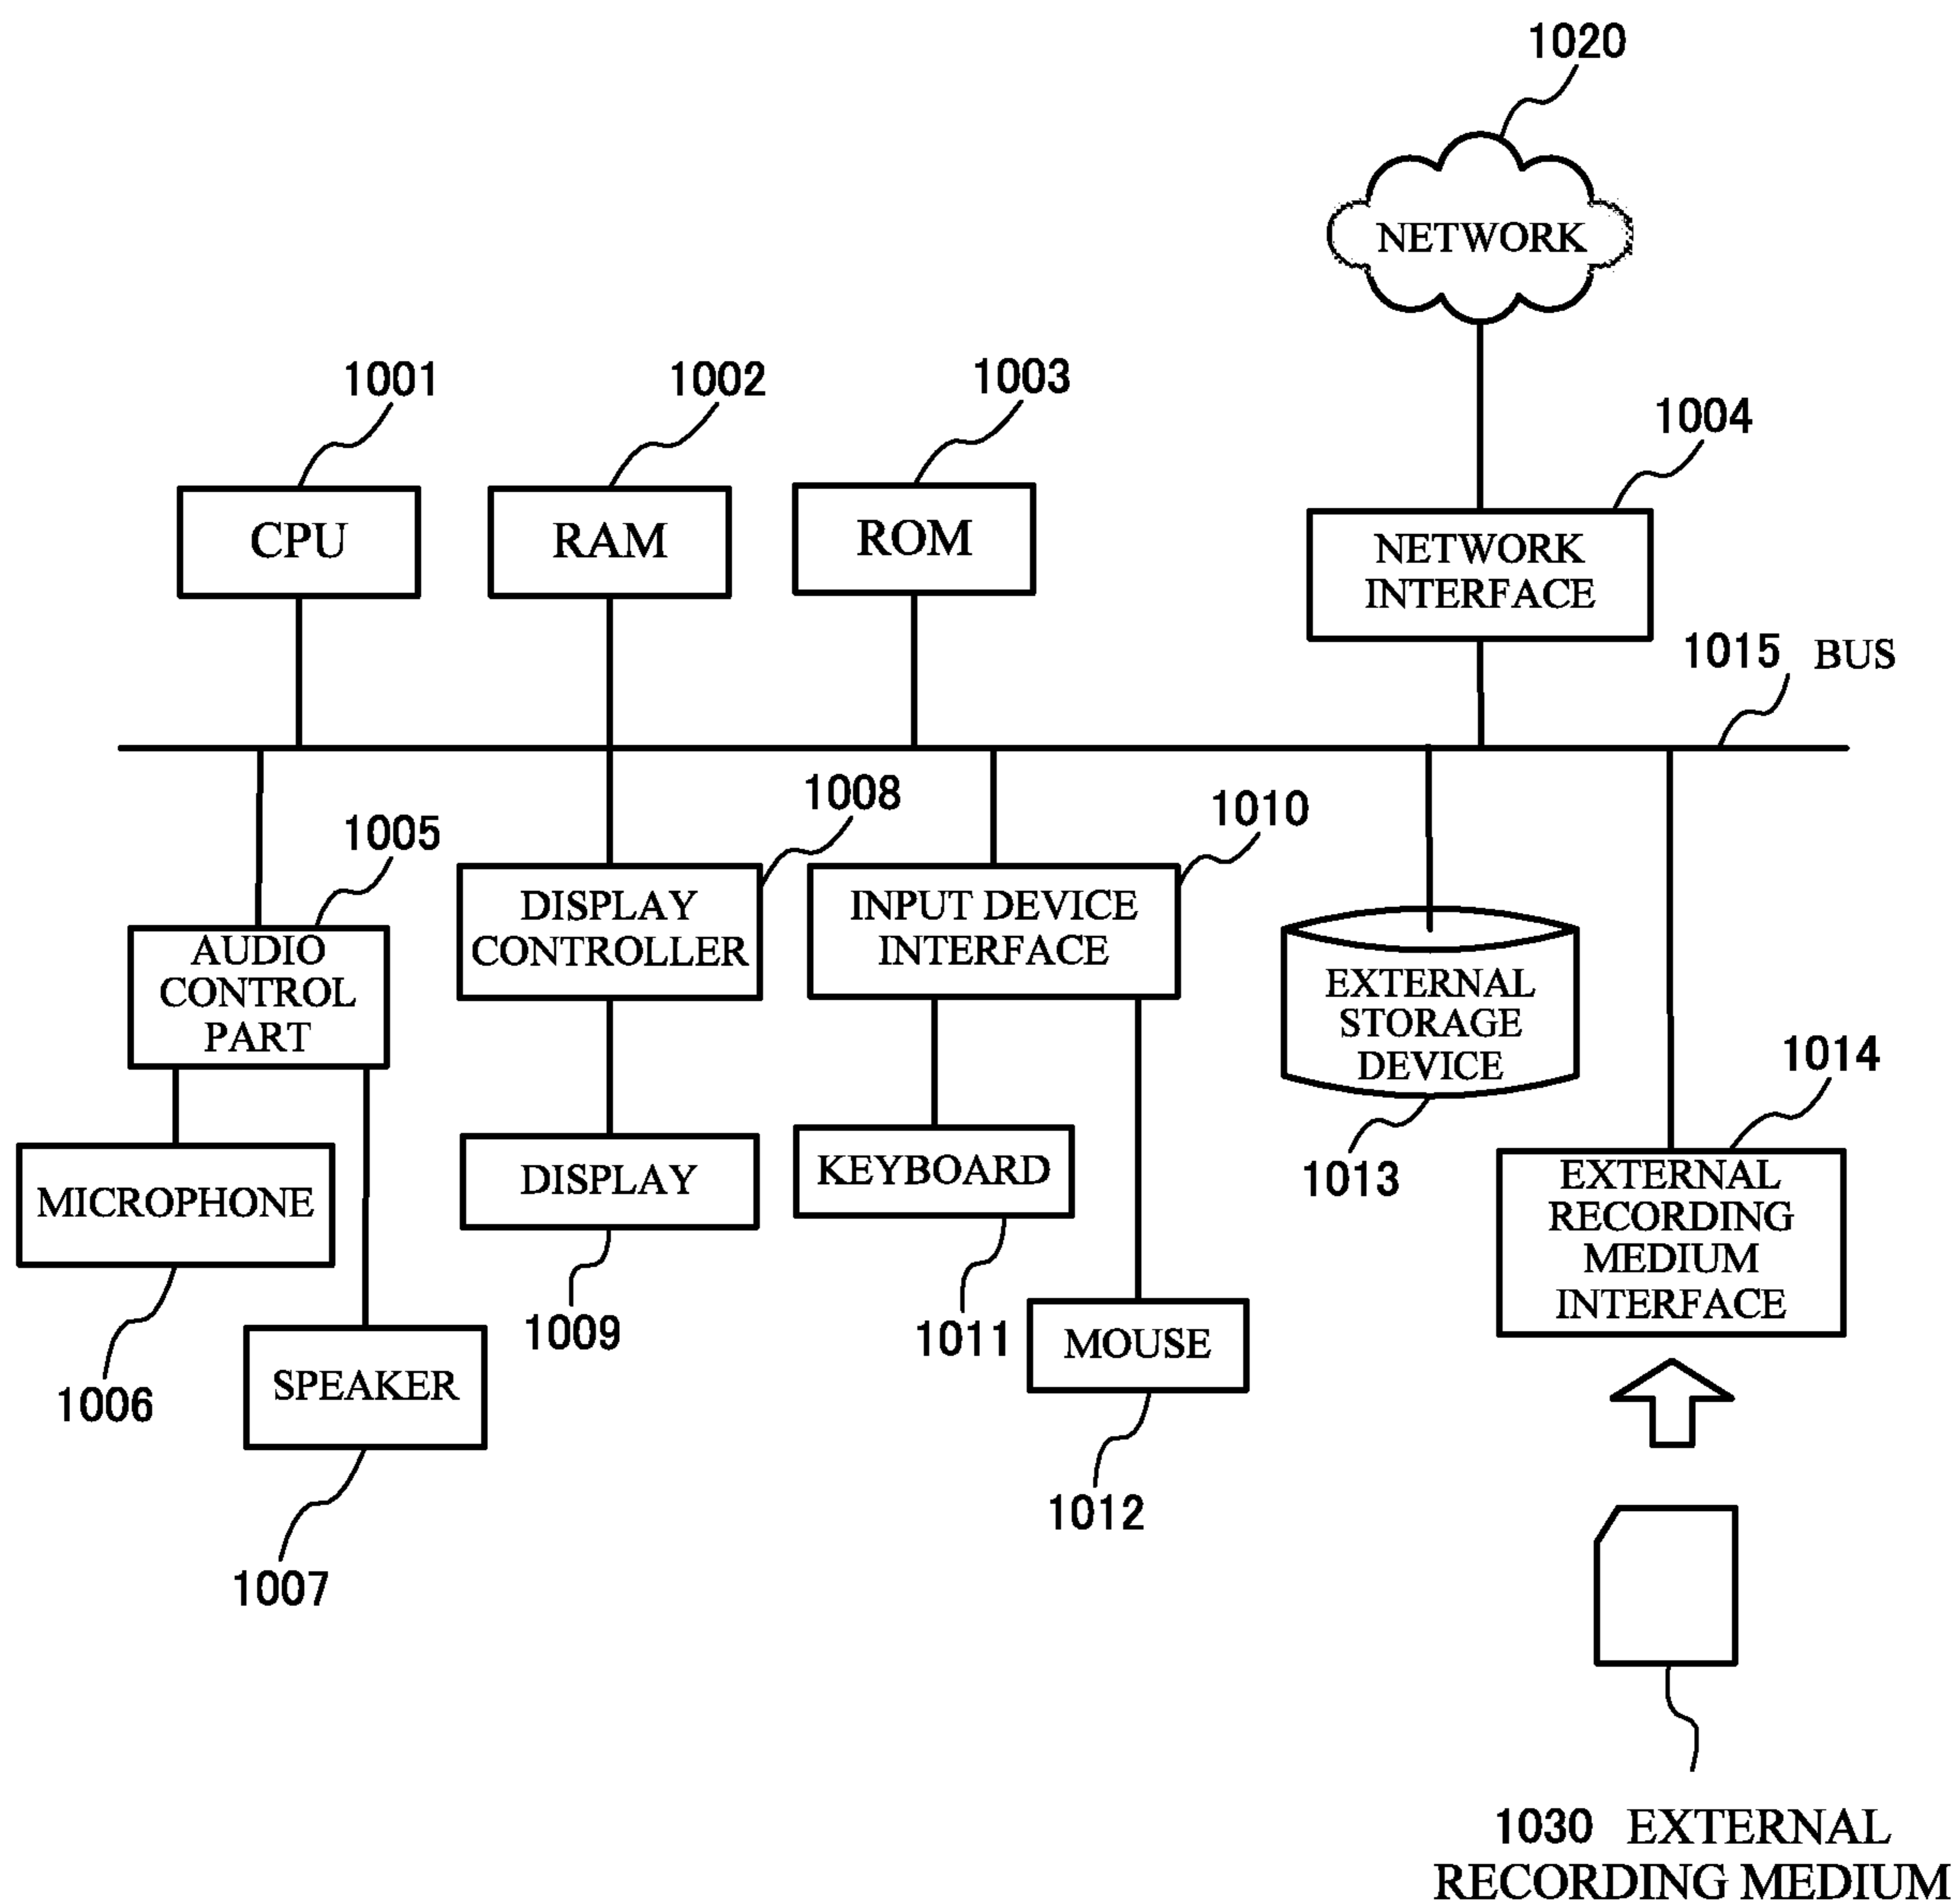 1020
NETWORK
1001
1002
1003
1004
CPU
RAM
ROM
NETWORK
INTERFACE
1015 BUS
1005
1008
1010
AUDIO
CONTROL
PART
DISPLAY
CONTROLLER
INPUT DEVICE
INTERFACE
EXTERNAL
STORAGE
DEVICE
1013
1014
MICROPHONE
1006
SPEAKER
1007
DISPLAY
1009
KEYBOARD
1011
MOUSE
1012
EXTERNAL
RECORDING
MEDIUM
INTERFACE
1030 EXTERNAL
RECORDING MEDIUM